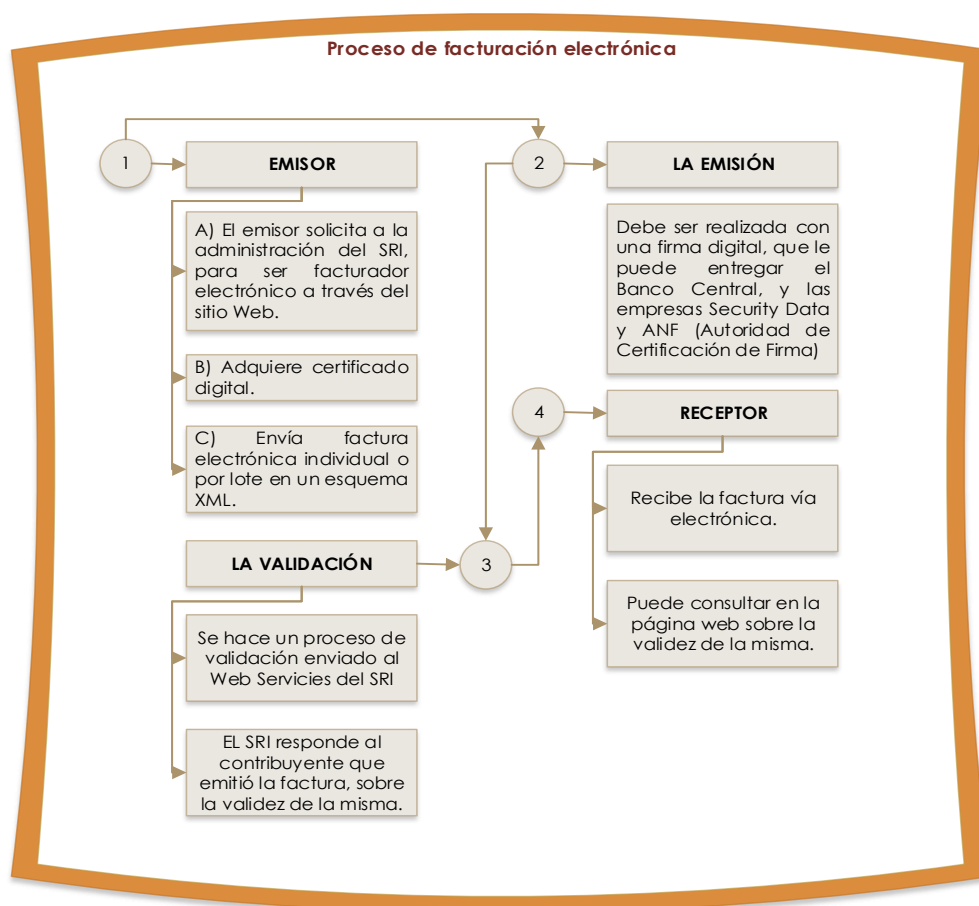 Proceso de facturación electrónica
1
EMISOR
A) El emisor solicita a la
administración del SRI,
para ser facturador
electrónico a través del
sitio Web.
B) Adquiere certificado
digital.
C) Envía factura
electrónica individual o
por lote en un esquema
XML.
2
LA EMISIÓN
Debe ser realizada con
una firma digital, que le
puede entregar el
Banco Central, y las
empresas Security Data
y ANF (Autoridad de
Certificación de Firma)
LA VALIDACIÓN
3
Se hace un proceso de
validación enviado al
Web Servicies del SRI
EL SRI responde al
contribuyente que
emitió la factura, sobre
la validez de la misma.
4
RECEPTOR
Recibe la factura vía
electrónica.
Puede consultar en la
página web sobre la
validez de la misma.